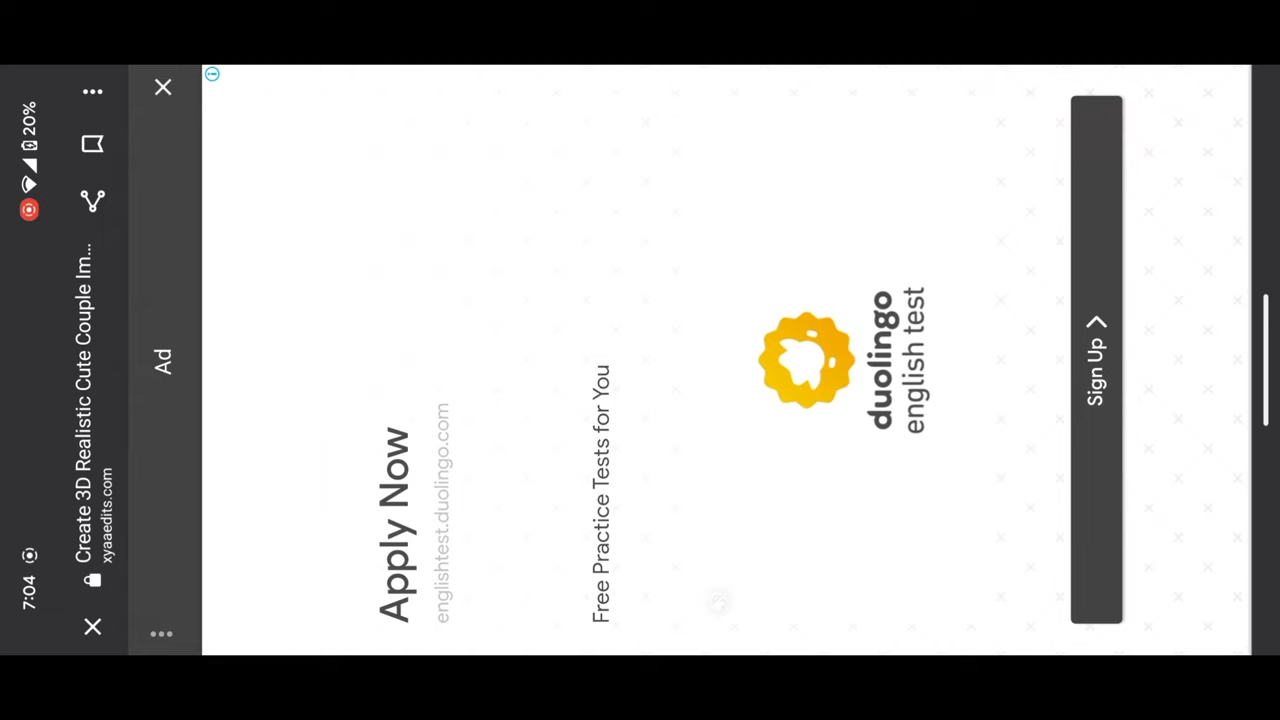 7:04
20%
Create 3D Realistic Cute Couple Im...
xyaaedits.com
Ad
Apply Now
englishtest.duolingo.com
Free Practice Tests for You
duolingo
english test
Sign Up